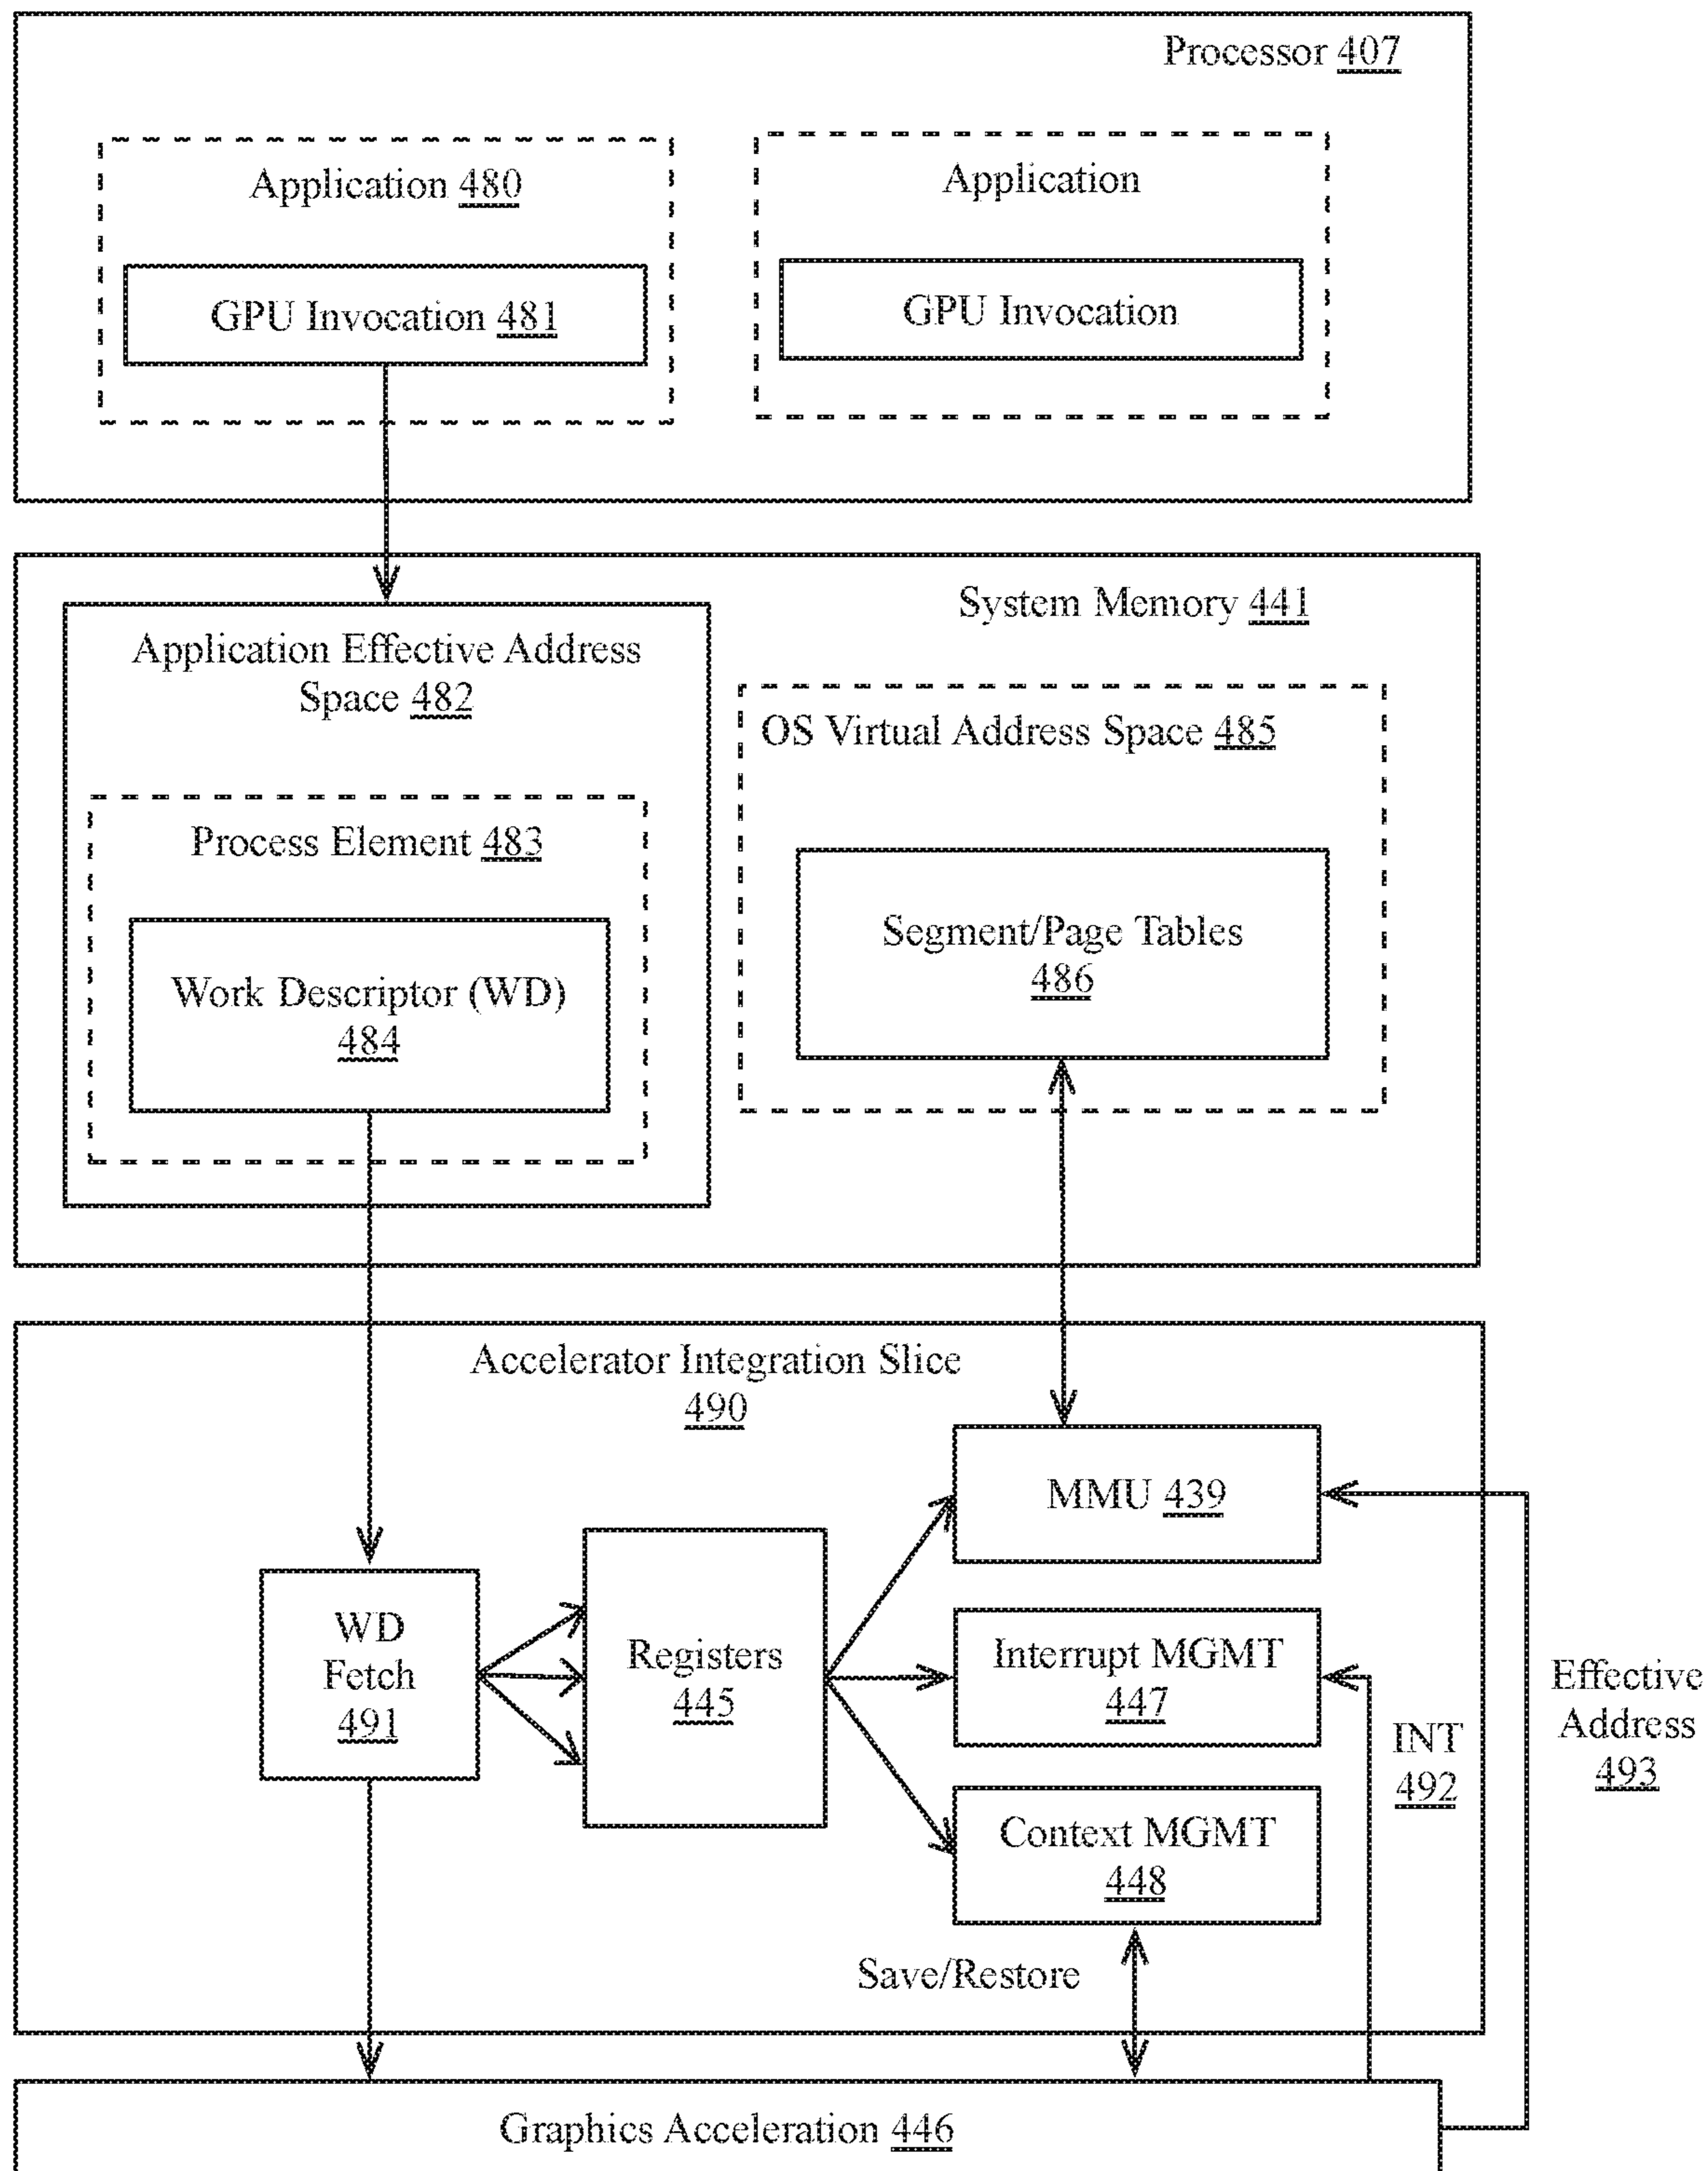 Processor 407
Application 480
Application
GPU Invocation 481
GPU Invocation
System Memory 441
Application Effective Address
Space 482
OS Virtual Address Space 485
Process Element 483
Segment/Page Tables
486
Work Descriptor (WD)
484
Accelerator Integration Slice
490
MMU 439
WD
Fetch
491
Registers
445
Interrupt MGMT
447
Effective
Address
493
INT
492
Context MGMT
448
Save/Restore
Graphics Acceleration 446